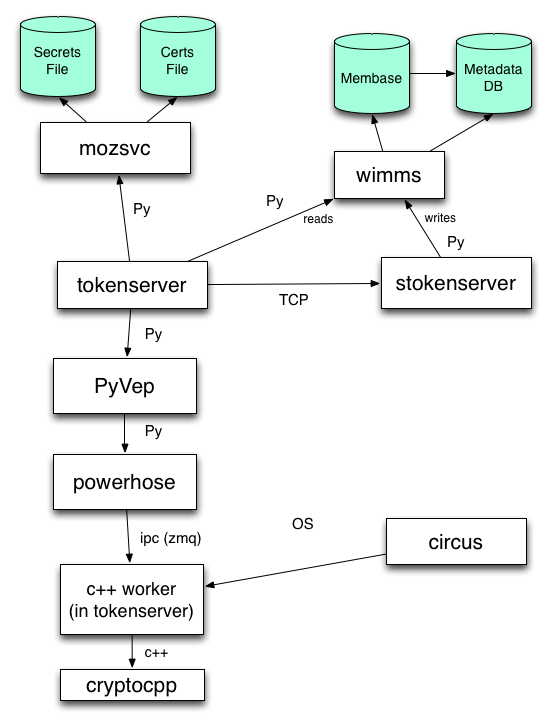 Secrets
File
Certs
File
Membase
Metadata
DB
mozsvc
wimms
Py
Py
reads
writes
Py
tokenserver
stokenserver
TCP
Py
PyVep
Py
powerhose
ipc (zmq)
OS
circus
c++ worker
(in tokenserver)
c++
cryptocpp